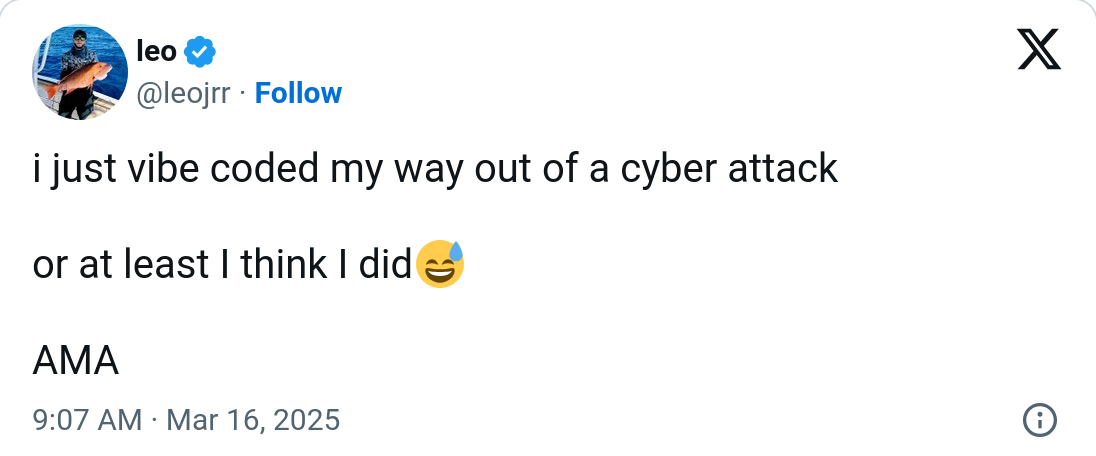 leo
@leojrr · Follow
i just vibe coded my way out of a cyber attack
or at least I think I did😅
AMA
9:07 AM · Mar 16, 2025